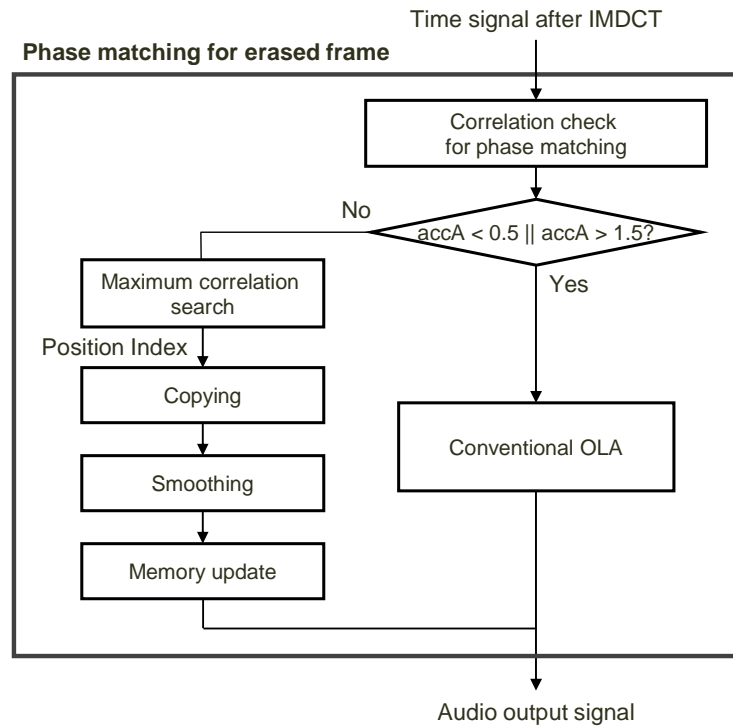 Time signal after IMDCT
Phase matching for erased frame
Correlation check
for phase matching
No
accA < 0.5 || accA > 1.5?
Maximum correlation
search
Yes
Position Index
Copying
Conventional OLA
Smoothing
Memory update
Audio output signal